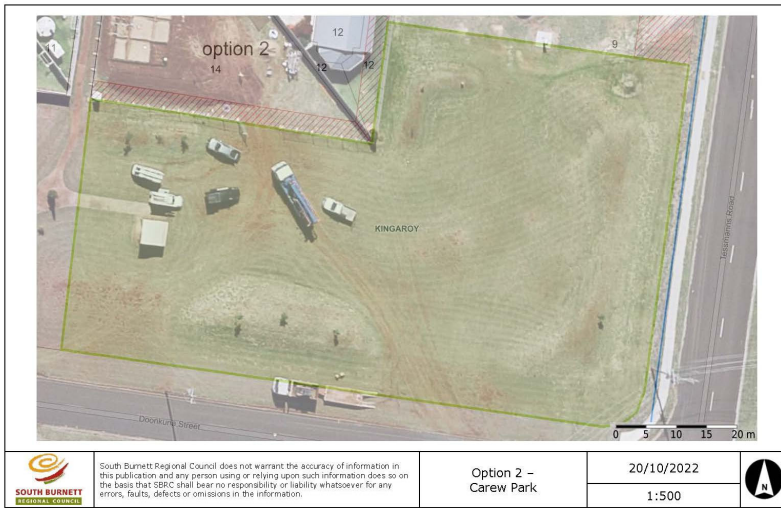 11
option 2
14
12
12
12
9
KINGAROY
Tessmanns Road
Doonkuna Street
0 5 10 15 20 m
SOUTH BURNETT
REGIONAL COUNCIL
South Burnett Regional Council does not warrant the accuracy of information in
this publication and any person using or relying upon such information does so on
the basis that SBRC shall bear no responsibility or liability whatsoever for any
errors, faults, defects or omissions in the information.
Option 2 –
Carew Park
20/10/2022
1:500
N